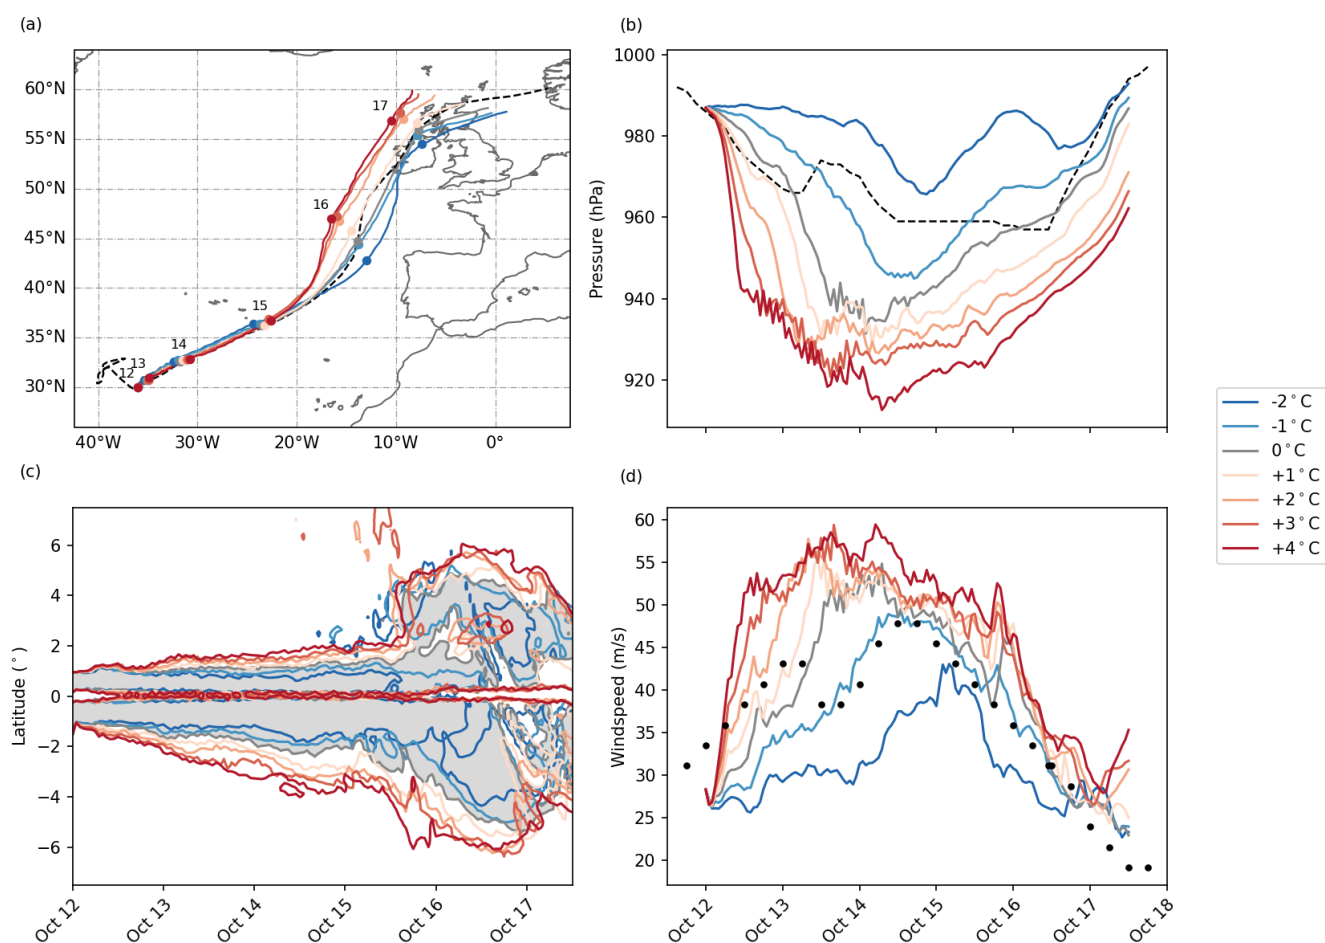 (a)
(b)
60°N
55°N
50°N
45°N
40°N
35°N
30°N
17
16
15
14
13
12
40°W
30°W
20°W
10°W
0°
Pressure (hPa)
1000
980
960
940
920
-2°C
-1°C
0°C
+1°C
+2°C
+3°C
+4°C
(c)
(d)
Latitude (°)
6
4
2
0
−2
−4
−6
Oct 12
Oct 13
Oct 14
Oct 15
Oct 16
Oct 17
Windspeed (m/s)
60
55
50
45
40
35
30
25
20
Oct 12
Oct 13
Oct 14
Oct 15
Oct 16
Oct 17
Oct 18